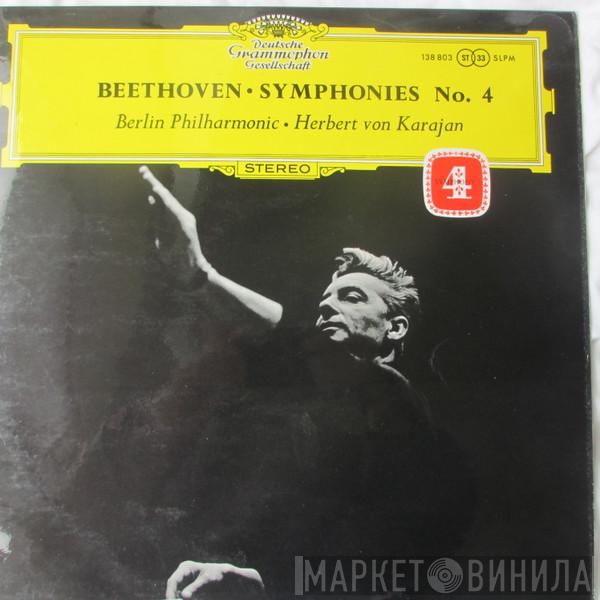 Deutsche
Grammophon
Gesellschaft
138 803 ST 33 SLPM
BEETHOVEN · SYMPHONIES No. 4
Berlin Philharmonic · Herbert von Karajan
STEREO
4
МАРКЕТ ВИНИЛА